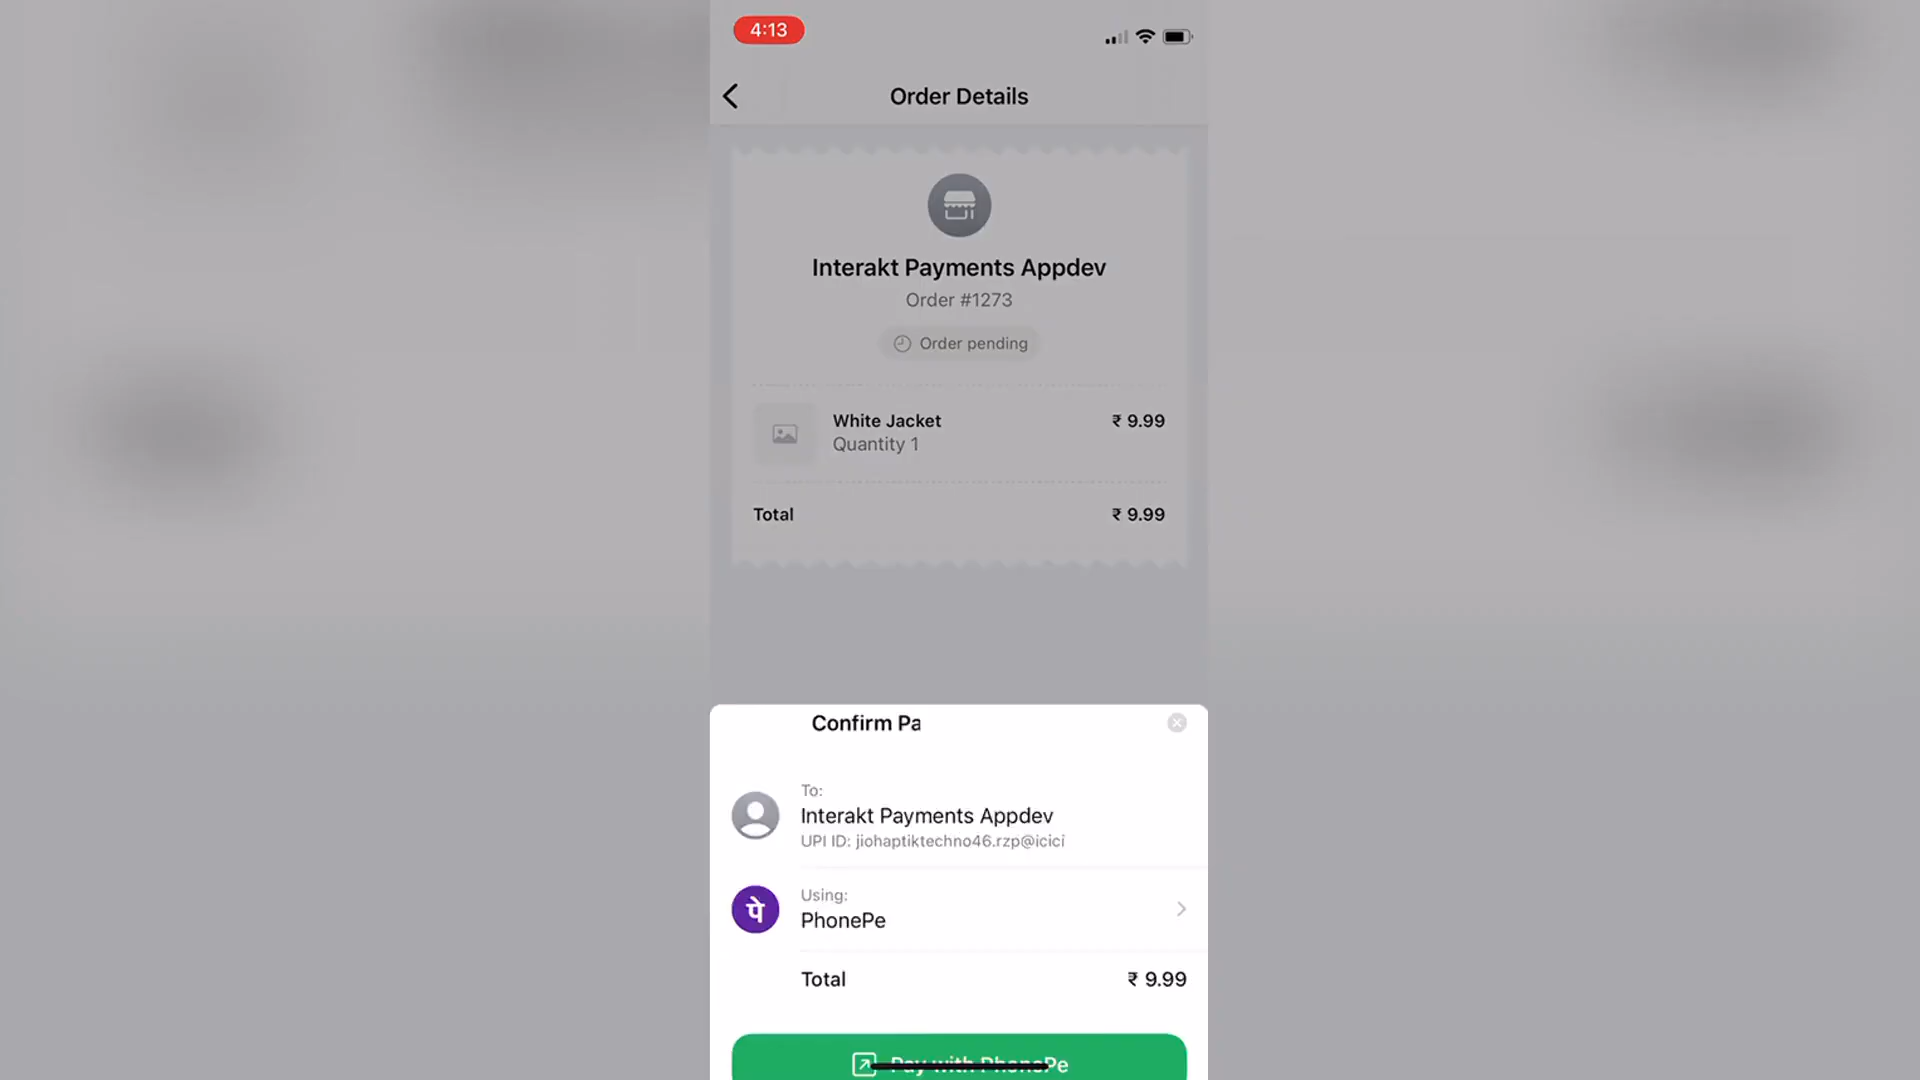 4:13
Order Details
Interakt Payments Appdev
Order #1273
Order pending
White Jacket ₹ 9.99
Quantity 1
Total ₹ 9.99
Confirm Pa
To:
Interakt Payments Appdev
UPI ID: jiohaptiktechno46.rzp@icici
Using:
पे PhonePe
Total ₹ 9.99
Pay with PhonePe